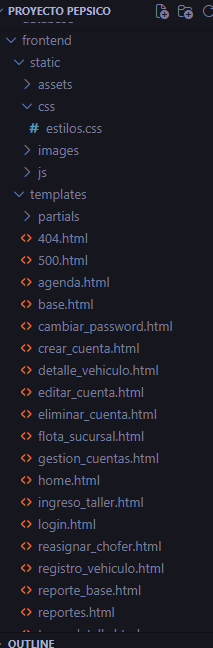 PROYECTO PEPSICO
frontend
static
assets
css
# estilos.css
images
js
templates
partials
404.html
500.html
agenda.html
base.html
cambiar_password.html
crear_cuenta.html
detalle_vehiculo.html
editar_cuenta.html
eliminar_cuenta.html
flota_sucursal.html
gestion_cuentas.html
home.html
ingreso_taller.html
login.html
reasignar_chofer.html
registro_vehiculo.html
reporte_base.html
reportes.html
OUTLINE